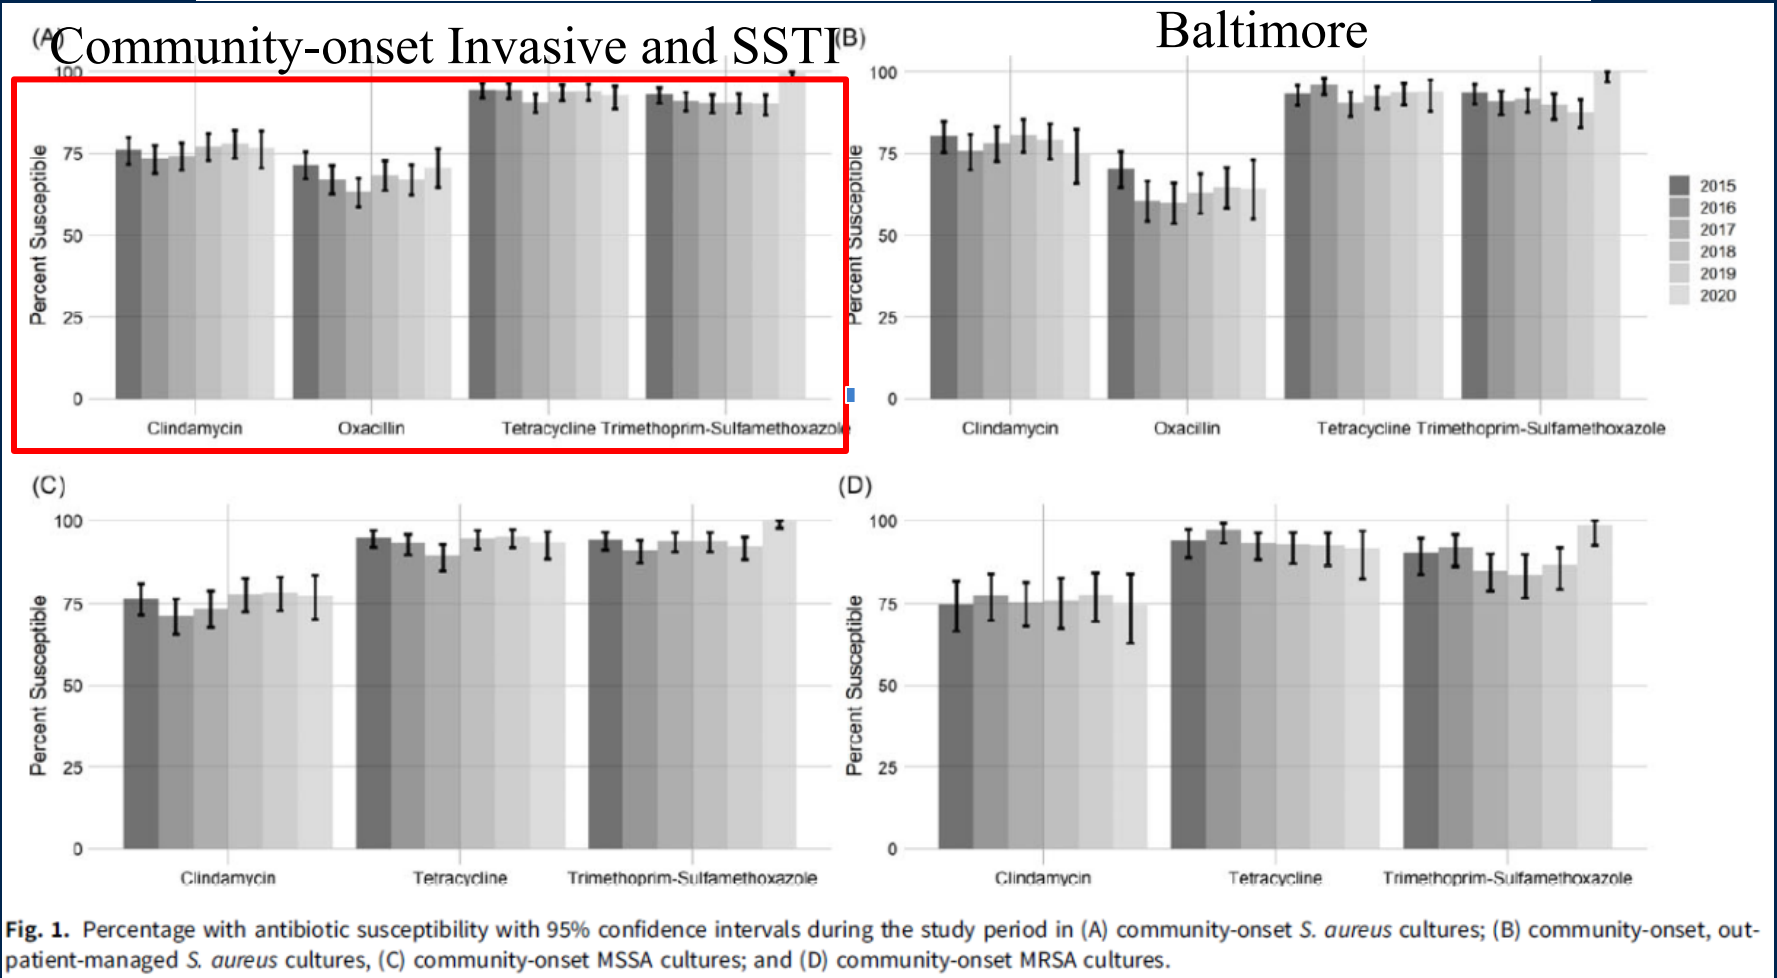 Community-onset Invasive and SSTI
Baltimore
(A)
100
75
50
25
0
Percent Susceptible
Clindamycin
Oxacillin
Tetracycline
Trimethoprim-Sulfamethoxazole
(B)
100
75
50
25
0
Percent Susceptible
Clindamycin
Oxacillin
Tetracycline
Trimethoprim-Sulfamethoxazole
2015
2016
2017
2018
2019
2020
(C)
100
75
50
25
0
Percent Susceptible
Clindamycin
Tetracycline
Trimethoprim-Sulfamethoxazole
(D)
100
75
50
25
0
Percent Susceptible
Clindamycin
Tetracycline
Trimethoprim-Sulfamethoxazole
Fig. 1. Percentage with antibiotic susceptibility with 95% confidence intervals during the study period in (A) community-onset S. aureus cultures; (B) community-onset, out-
patient-managed S. aureus cultures, (C) community-onset MSSA cultures; and (D) community-onset MRSA cultures.